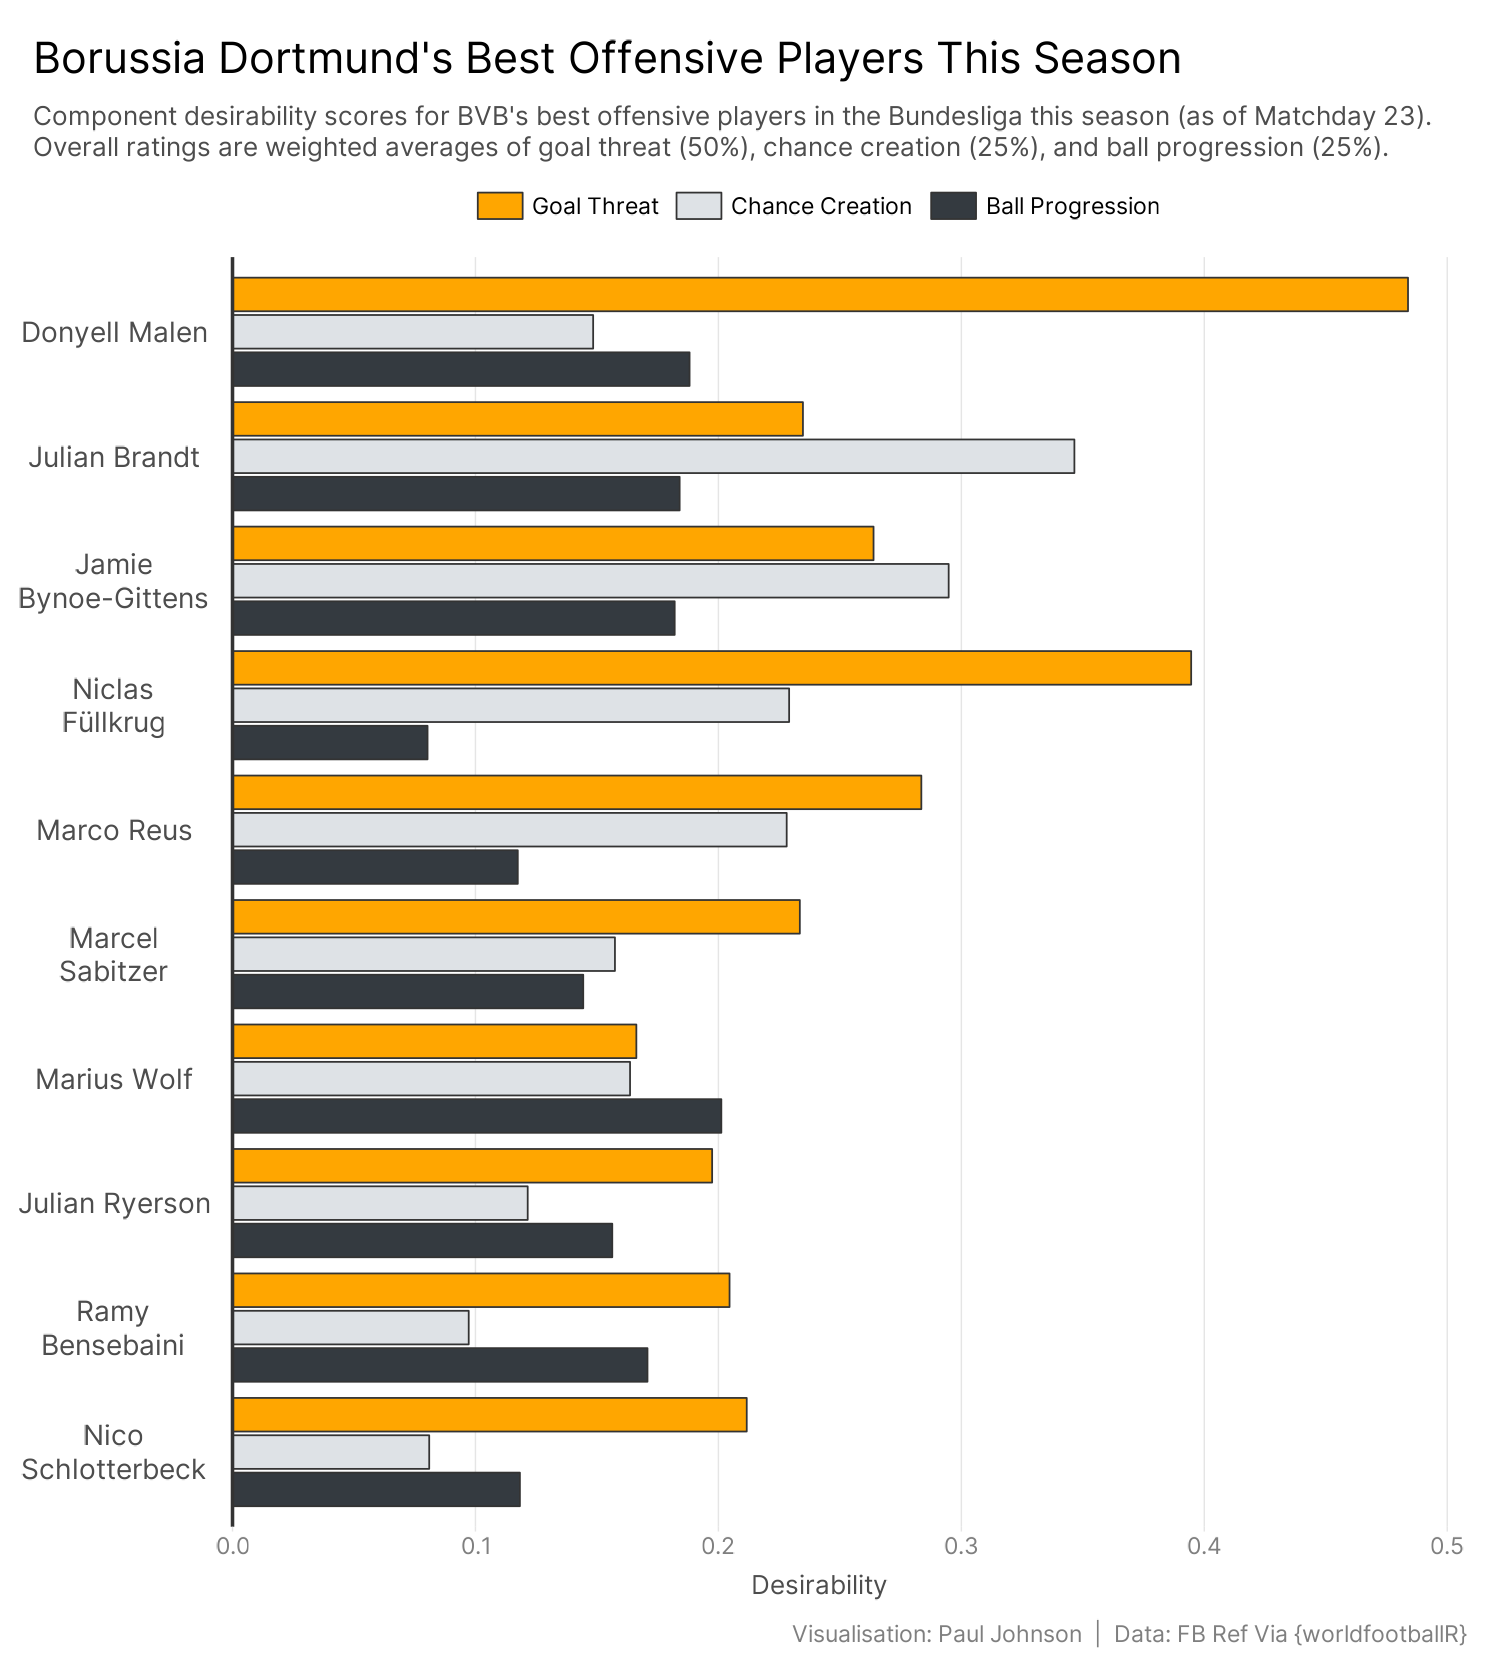 Borussia Dortmund's Best Offensive Players This Season
Component desirability scores for BVB's best offensive players in the Bundesliga this season (as of Matchday 23).
Overall ratings are weighted averages of goal threat (50%), chance creation (25%), and ball progression (25%).
Goal Threat
Chance Creation
Ball Progression
Donyell Malen
Julian Brandt
Jamie
Bynoe-Gittens
Niclas
Füllkrug
Marco Reus
Marcel
Sabitzer
Marius Wolf
Julian Ryerson
Ramy
Bensebaini
Nico
Schlotterbeck
0.0
0.1
0.2
0.3
0.4
0.5
Desirability
Visualisation: Paul Johnson | Data: FB Ref Via {worldfootballR}